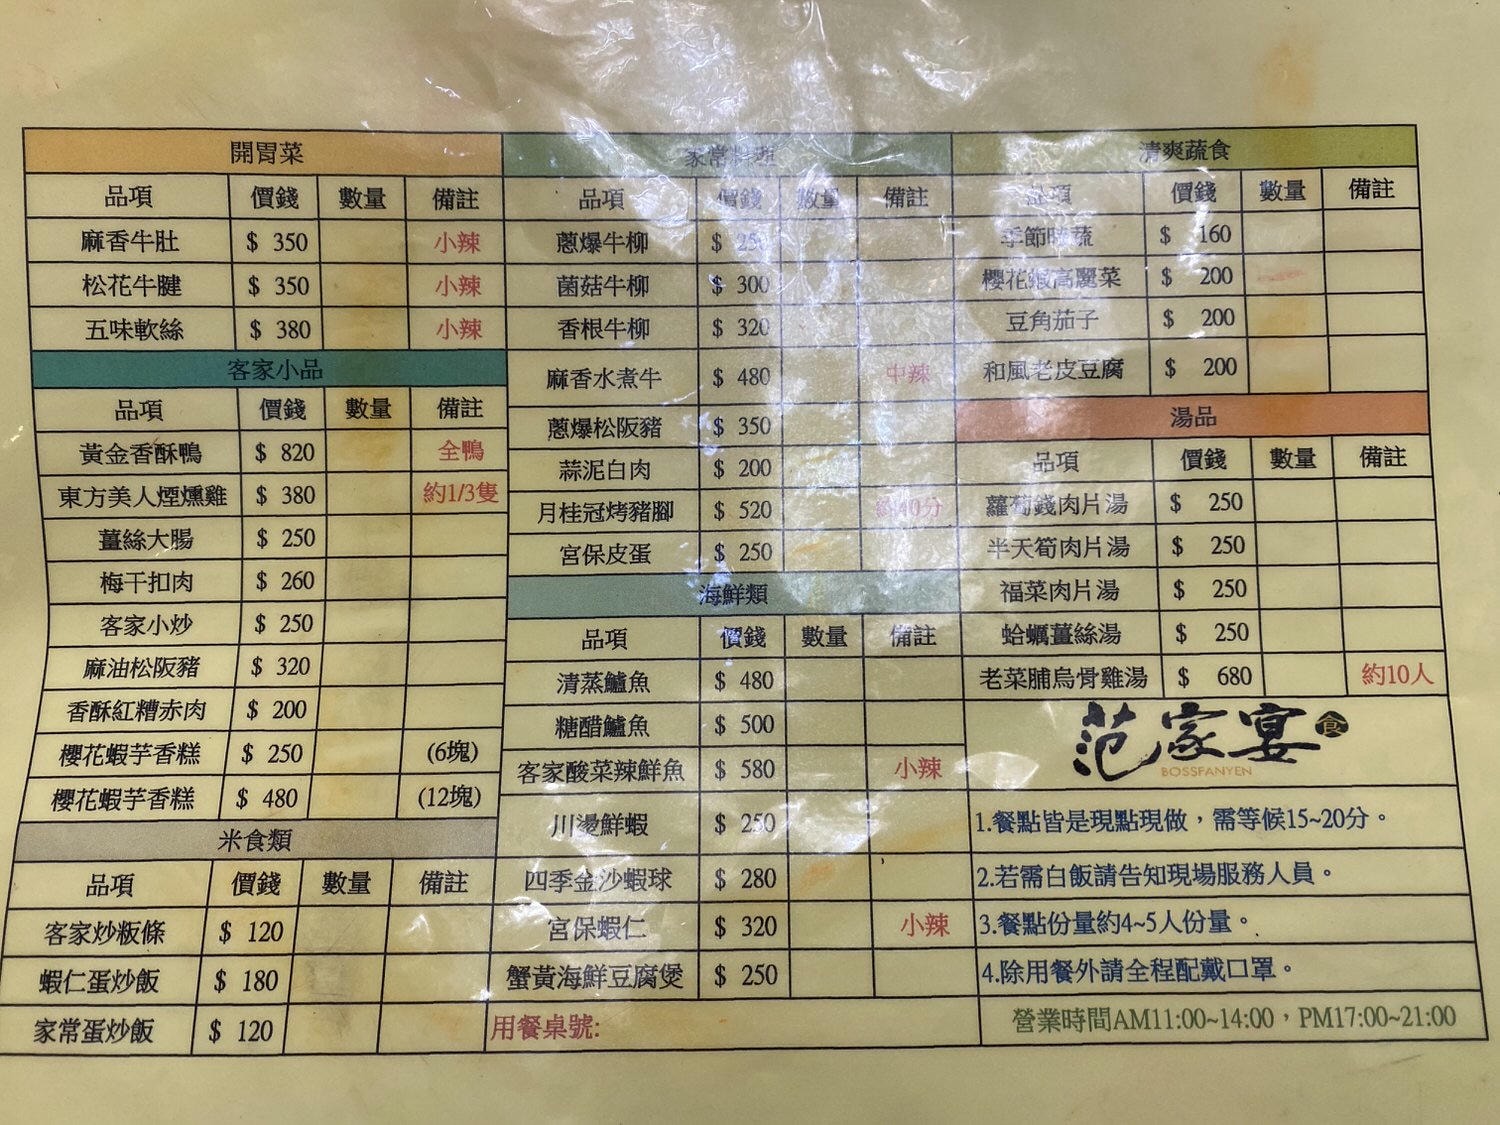 開胃菜
品項 價錢 數量 備註
麻香牛肚 $ 350 小辣
松花牛腱 $ 350 小辣
五味軟絲 $ 380 小辣
客家小品
品項 價錢 數量 備註
黃金香酥鴨 $ 820 全鴨
東方美人煙燻雞 $ 380 約1/3隻
薑絲大腸 $ 250
梅干扣肉 $ 260
客家小炒 $ 250
麻油松阪豬 $ 320
香酥紅糟赤肉 $ 200
櫻花蝦芋香糕 $ 250 (6塊)
櫻花蝦芋香糕 $ 480 (12塊)
米食類
品項 價錢 數量 備註
客家炒粄條 $ 120
蝦仁蛋炒飯 $ 180
家常蛋炒飯 $ 120
家常
品項 價錢 數量 備註
蔥爆牛柳 $ 250
菌菇牛柳 $ 300
香根牛柳 $ 320
麻香水煮牛 $ 480 中辣
蔥爆松阪豬 $ 350
蒜泥白肉 $ 200
月桂冠烤豬腳 $ 520 約40分
宮保皮蛋 $ 250
海鮮類
品項 價錢 數量 備註
清蒸鱸魚 $ 480
糖醋鱸魚 $ 500
客家酸菜辣鮮魚 $ 580 小辣
川燙鮮蝦 $ 250
四季金沙蝦球 $ 280
宮保蝦仁 $ 320 小辣
蟹黃海鮮豆腐煲 $ 250
用餐桌號:
清爽蔬食
品項 價錢 數量 備註
季節時蔬 $ 160
櫻花蝦高麗菜 $ 200
豆角茄子 $ 200
和風老皮豆腐 $ 200
湯品
品項 價錢 數量 備註
蘿蔔錢肉片湯 $ 250
半天筍肉片湯 $ 250
福菜肉片湯 $ 250
蛤蠣薑絲湯 $ 250
老菜脯烏骨雞湯 $ 680 約10人
范家宴 食
BOSSFANYEN
1.餐點皆是現點現做，需等候15~20分。
2.若需白飯請告知現場服務人員。
3.餐點份量約4~5人份量。
4.除用餐外請全程配戴口罩。
營業時間AM11:00~14:00，PM17:00~21:00